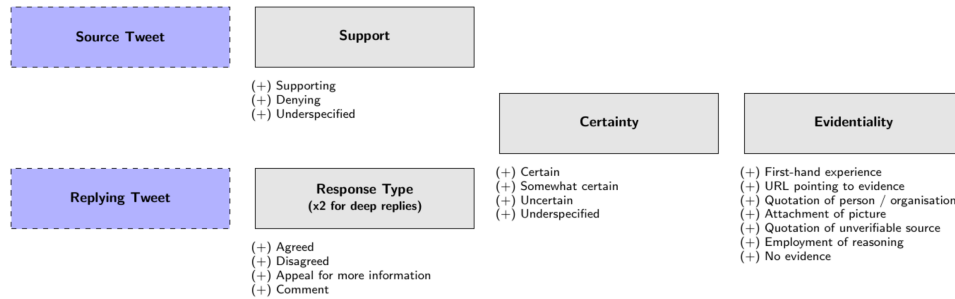 Source Tweet
Support
(+) Supporting
(+) Denying
(+) Underspecified
Certainty
(+) Certain
(+) Somewhat certain
(+) Uncertain
(+) Underspecified
Evidentiality
(+) First-hand experience
(+) URL pointing to evidence
(+) Quotation of person / organisation
(+) Attachment of picture
(+) Quotation of unverifiable source
(+) Employment of reasoning
(+) No evidence
Replying Tweet
Response Type
(x2 for deep replies)
(+) Agreed
(+) Disagreed
(+) Appeal for more information
(+) Comment